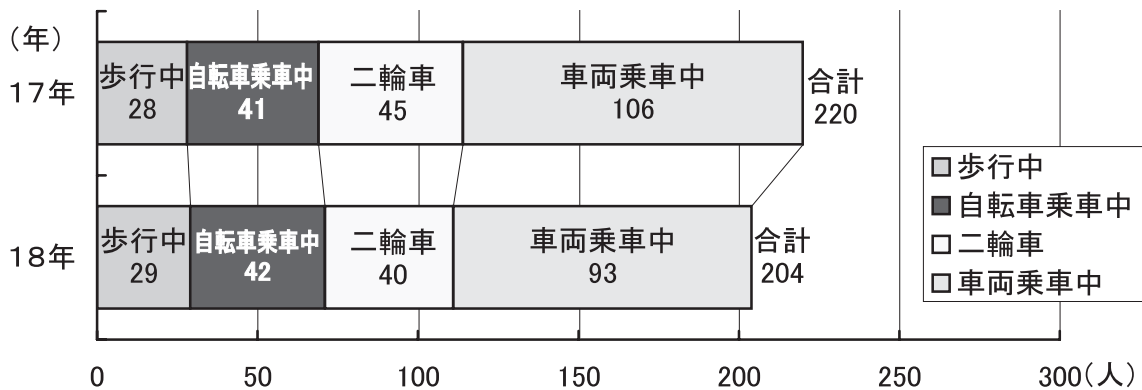 (年)
17年
歩行中
28
自転車乗車中
41
二輪車
45
車両乗車中
106
合計
220
18年
歩行中
29
自転車乗車中
42
二輪車
40
車両乗車中
93
合計
204
歩行中
自転車乗車中
二輪車
車両乗車中
0 50 100 150 200 250 300(人)